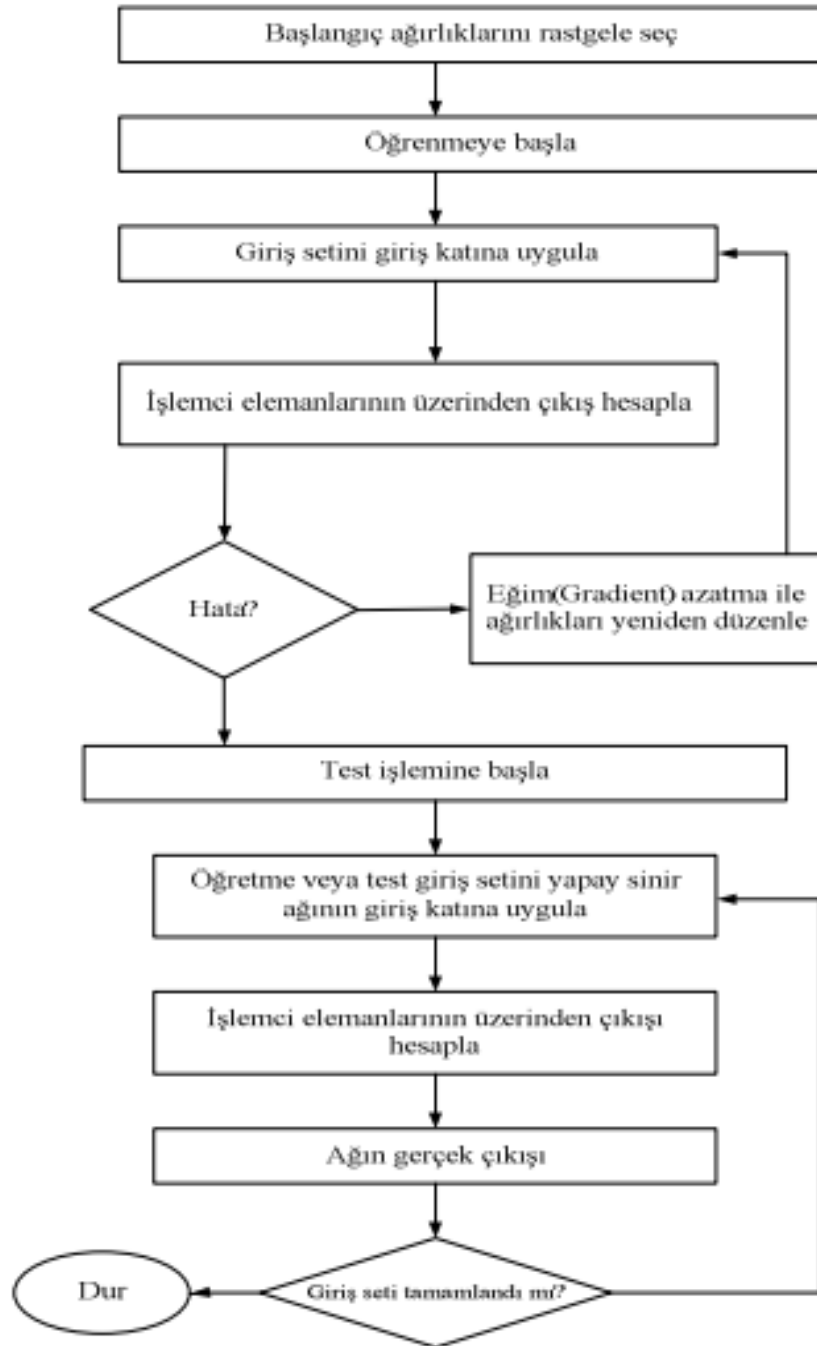 Başlangıç ağırlıklarını rastgele seç
Öğrenmeye başla
Giriş setini giriş katına uygula
İşlemci elemanlarının üzerinden çıkış hesapla
Hata?
Eğim(Gradient) azatma ile
ağırlıkları yeniden düzenle
Test işlemine başla
Öğretme veya test giriş setini yapay sinir
ağının giriş katına uygula
İşlemci elemanlarının üzerinden çıkışı
hesapla
Ağın gerçek çıkışı
Giriş seti tamamlandı mı?
Dur